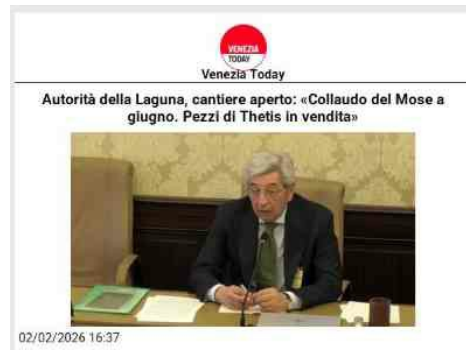 VENEZIA
TODAY
Venezia Today
Autorità della Laguna, cantiere aperto: «Collaudo del Mose a
giugno. Pezzi di Thetis in vendita»
02/02/2026 16:37